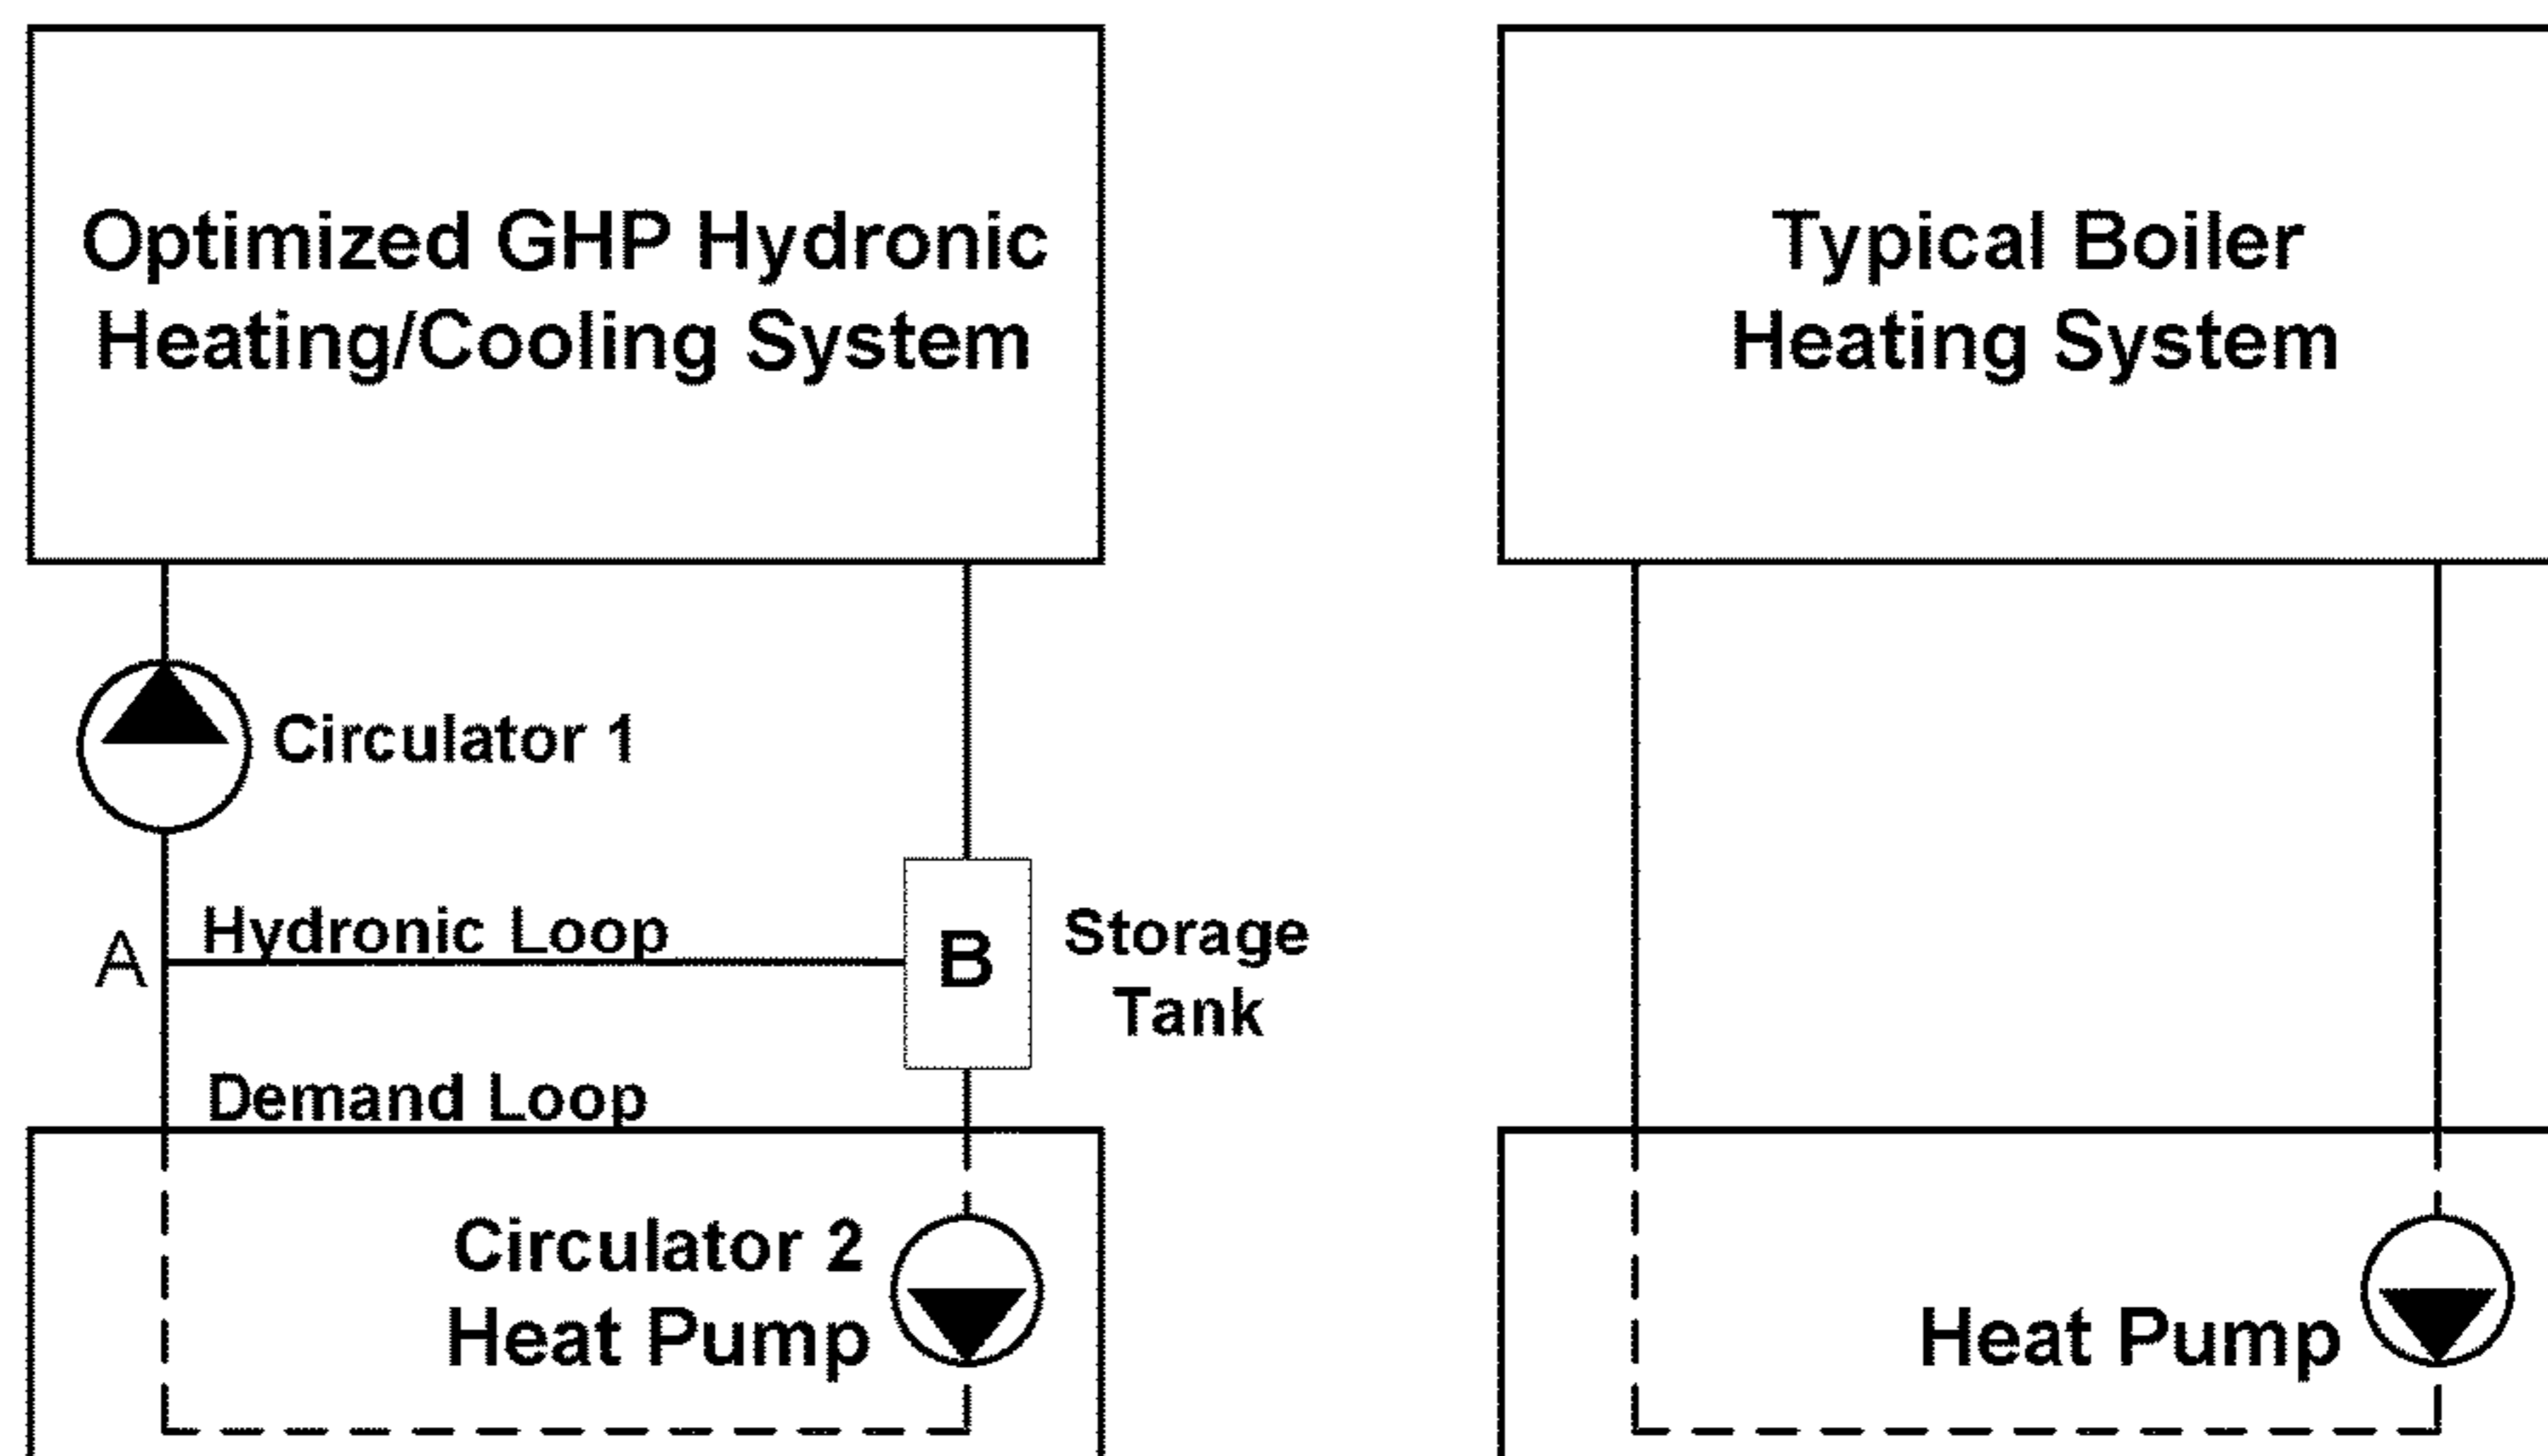 Optimized GHP Hydronic
Heating/Cooling System
Circulator 1
Hydronic Loop
A
B
Storage
Tank
Demand Loop
Circulator 2
Heat Pump
Typical Boiler
Heating System
Heat Pump